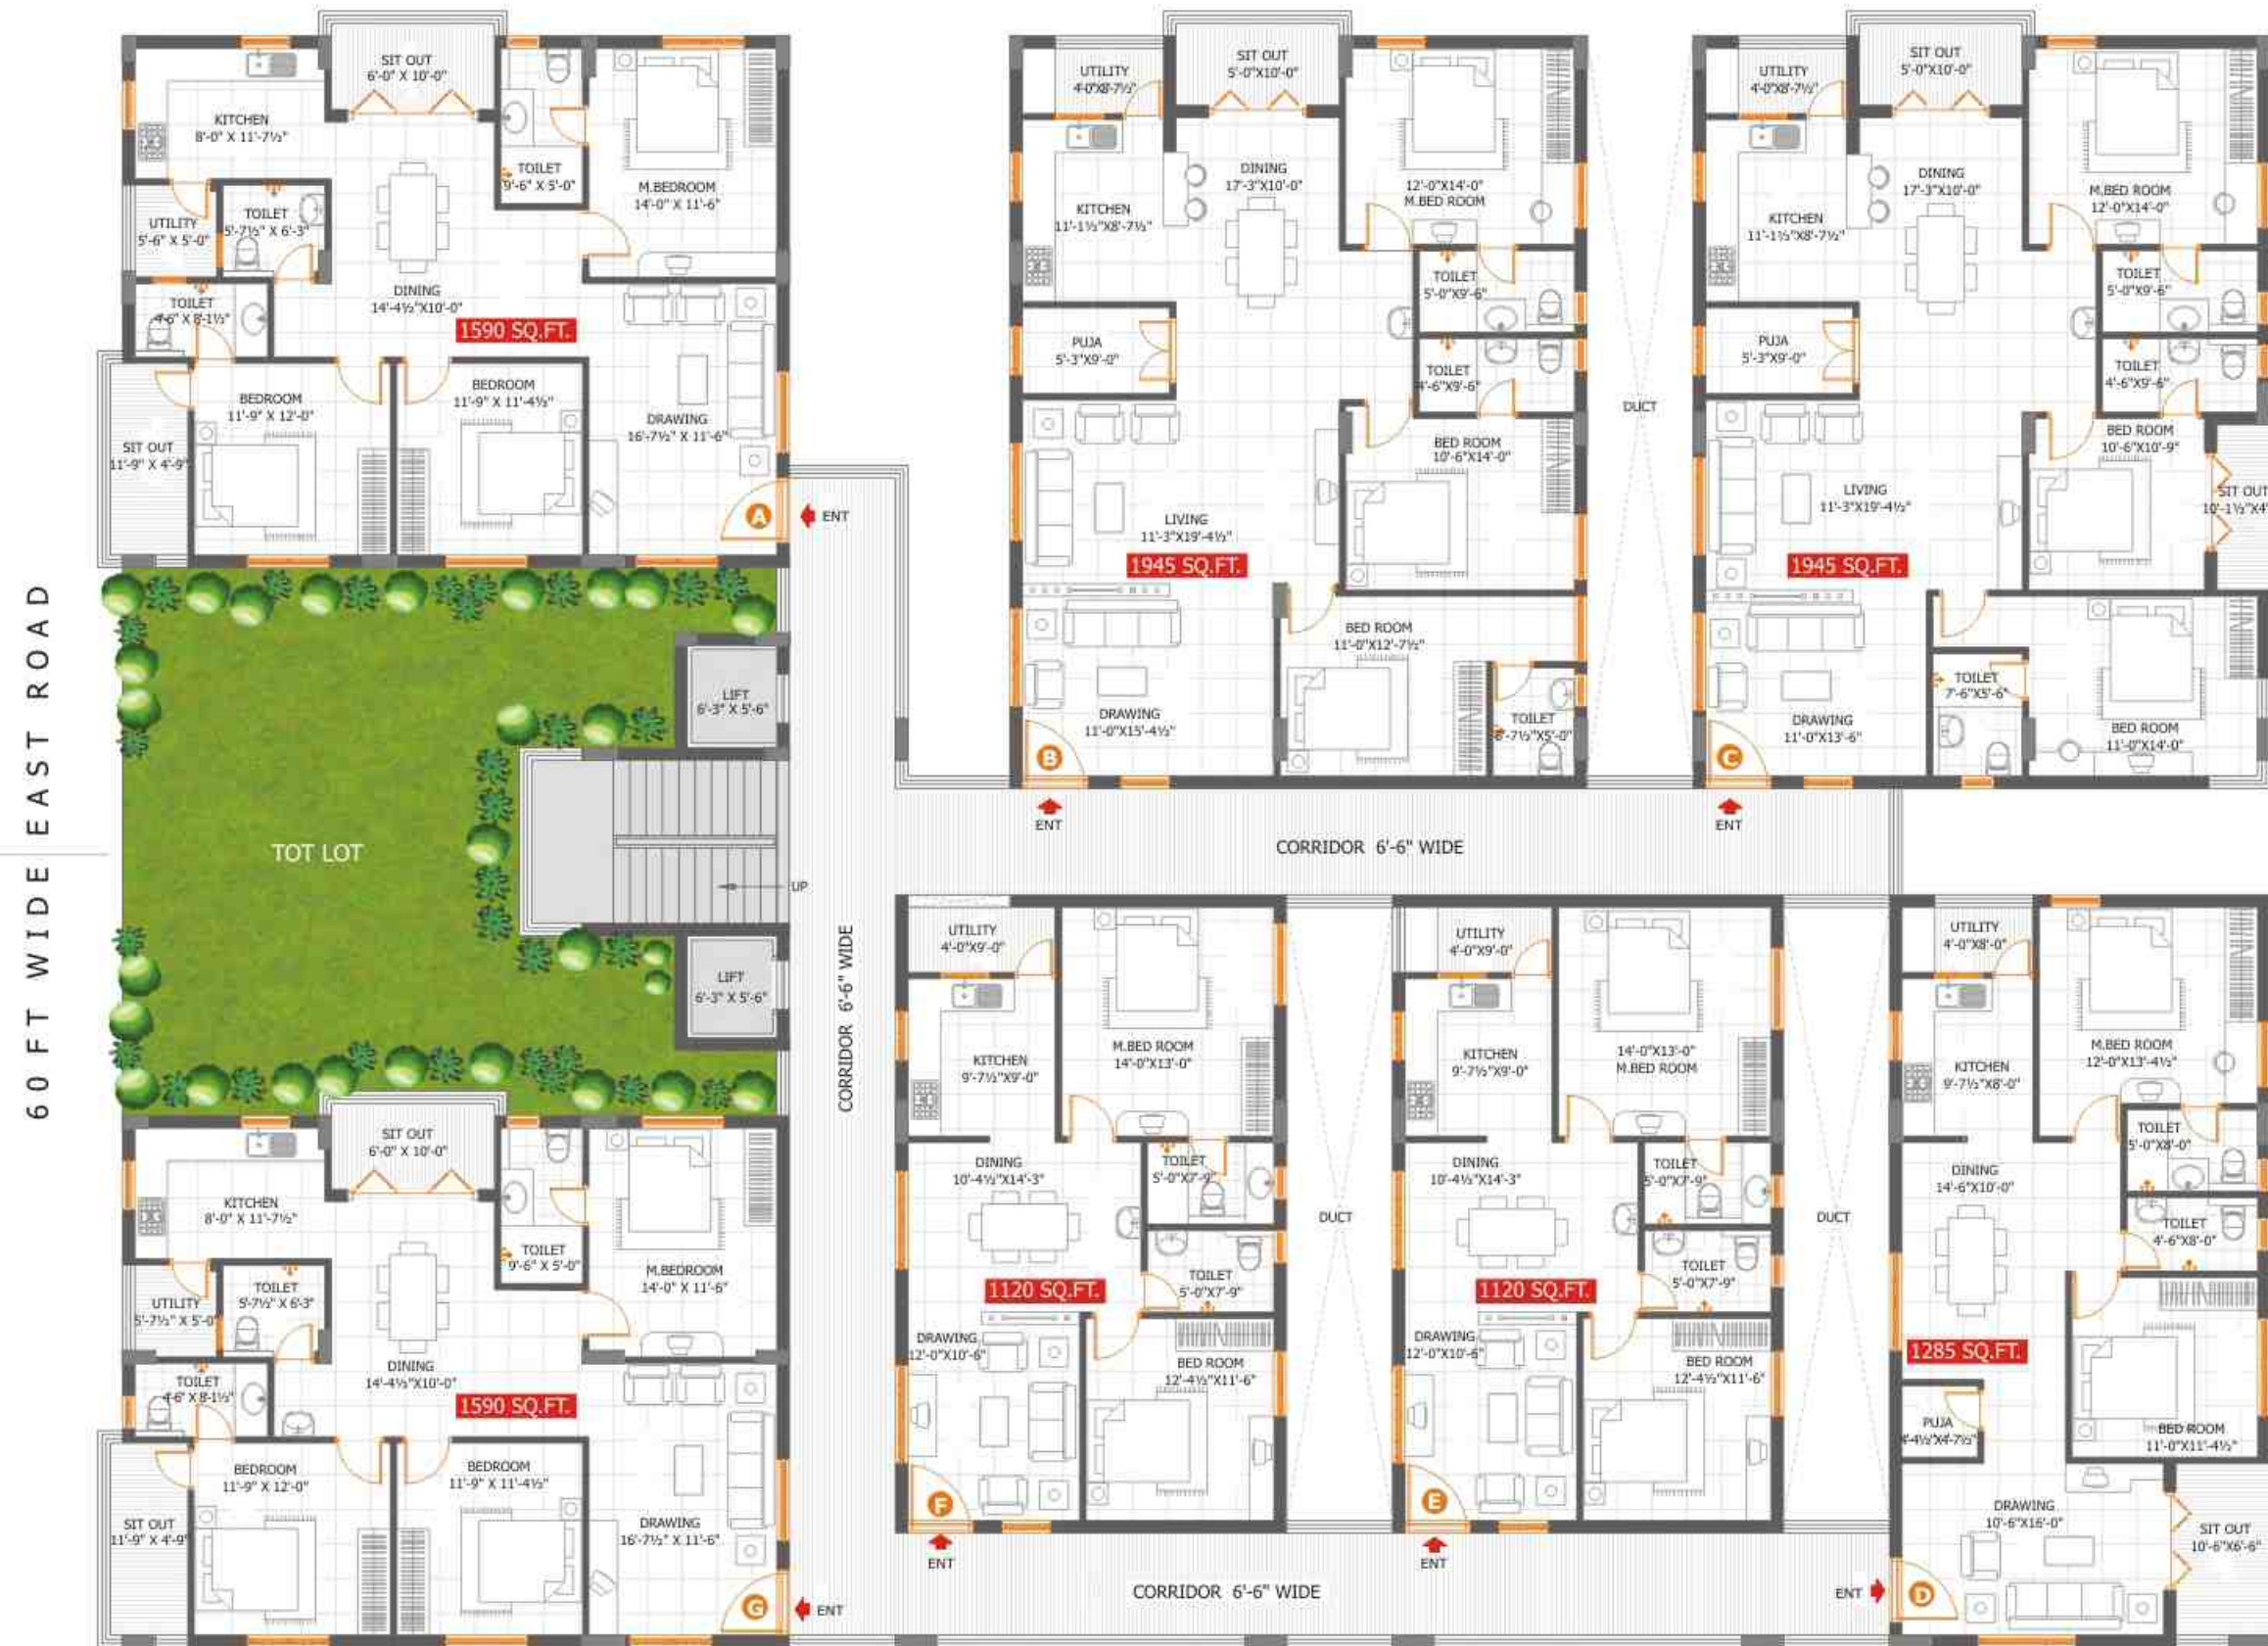 60 FT WIDE EAST ROAD
SIT OUT
6'-0" X 10'-0"
KITCHEN
8'-0" X 11'-7½"
TOILET
9'-6" X 5'-0"
M.BEDROOM
14'-0" X 11'-6"
UTILITY
5'-6" X 5'-0"
TOILET
5'-7½" X 6'-3"
TOILET
4'-6" X 8'-1½"
DINING
14'-4½"X10'-0"
1590 SQ.FT.
BEDROOM
11'-9" X 12'-0"
BEDROOM
11'-9" X 11'-4½"
DRAWING
16'-7½" X 11'-6"
SIT OUT
11'-9" X 4'-9"
A
ENT
TOT LOT
LIFT
6'-3" X 5'-6"
UP
LIFT
6'-3" X 5'-6"
CORRIDOR 6'-6" WIDE
SIT OUT
6'-0" X 10'-0"
KITCHEN
8'-0" X 11'-7½"
TOILET
9'-6" X 5'-0"
M.BEDROOM
14'-0" X 11'-6"
UTILITY
5'-7½" X 5'-0"
TOILET
5'-7½" X 6'-3"
TOILET
4'-6" X 8'-1½"
DINING
14'-4½"X10'-0"
1590 SQ.FT.
BEDROOM
11'-9" X 12'-0"
BEDROOM
11'-9" X 11'-4½"
DRAWING
16'-7½" X 11'-6"
SIT OUT
11'-9" X 4'-9"
G
ENT
UTILITY
4'-0"X8'-7½"
SIT OUT
5'-0"X10'-0"
DINING
17'-3"X10'-0"
12'-0"X14'-0"
M.BED ROOM
KITCHEN
11'-1½"X8'-7½"
TOILET
5'-0"X9'-6"
PUJA
5'-3"X9'-0"
TOILET
4'-6"X9'-6"
BED ROOM
10'-6"X14'-0"
LIVING
11'-3"X19'-4½"
1945 SQ.FT.
BED ROOM
11'-0"X12'-7½"
DRAWING
11'-0"X15'-4½"
TOILET
6'-7½"X5'-0"
B
ENT
DUCT
UTILITY
4'-0"X8'-7½"
SIT OUT
5'-0"X10'-0"
DINING
17'-3"X10'-0"
M.BED ROOM
12'-0"X14'-0"
KITCHEN
11'-1½"X8'-7½"
TOILET
5'-0"X9'-6"
PUJA
5'-3"X9'-0"
TOILET
4'-6"X9'-6"
BED ROOM
10'-6"X10'-9"
LIVING
11'-3"X19'-4½"
SIT OUT
10'-1½"X4'
1945 SQ.FT.
TOILET
7'-6"X5'-6"
DRAWING
11'-0"X13'-6"
BED ROOM
11'-0"X14'-0"
C
ENT
CORRIDOR 6'-6" WIDE
UTILITY
4'-0"X9'-0"
KITCHEN
9'-7½"X9'-0"
M.BED ROOM
14'-0"X13'-0"
DINING
10'-4½"X14'-3"
TOILET
5'-0"X7'-9"
TOILET
5'-0"X7'-9"
1120 SQ.FT.
DRAWING
12'-0"X10'-6"
BED ROOM
12'-4½"X11'-6"
F
ENT
DUCT
UTILITY
4'-0"X9'-0"
KITCHEN
9'-7½"X9'-0"
14'-0"X13'-0"
M.BED ROOM
DINING
10'-4½"X14'-3"
TOILET
5'-0"X7'-9"
TOILET
5'-0"X7'-9"
1120 SQ.FT.
DRAWING
12'-0"X10'-6"
BED ROOM
12'-4½"X11'-6"
E
ENT
DUCT
UTILITY
4'-0"X8'-0"
KITCHEN
9'-7½"X8'-0"
M.BED ROOM
12'-0"X13'-4½"
TOILET
5'-0"X8'-0"
DINING
14'-6"X10'-0"
TOILET
4'-6"X8'-0"
1285 SQ.FT.
PUJA
4'-4½"X4'-7½"
BED ROOM
11'-0"X11'-4½"
DRAWING
10'-6"X16'-0"
SIT OUT
10'-6"X6'-6"
ENT
D
CORRIDOR 6'-6" WIDE